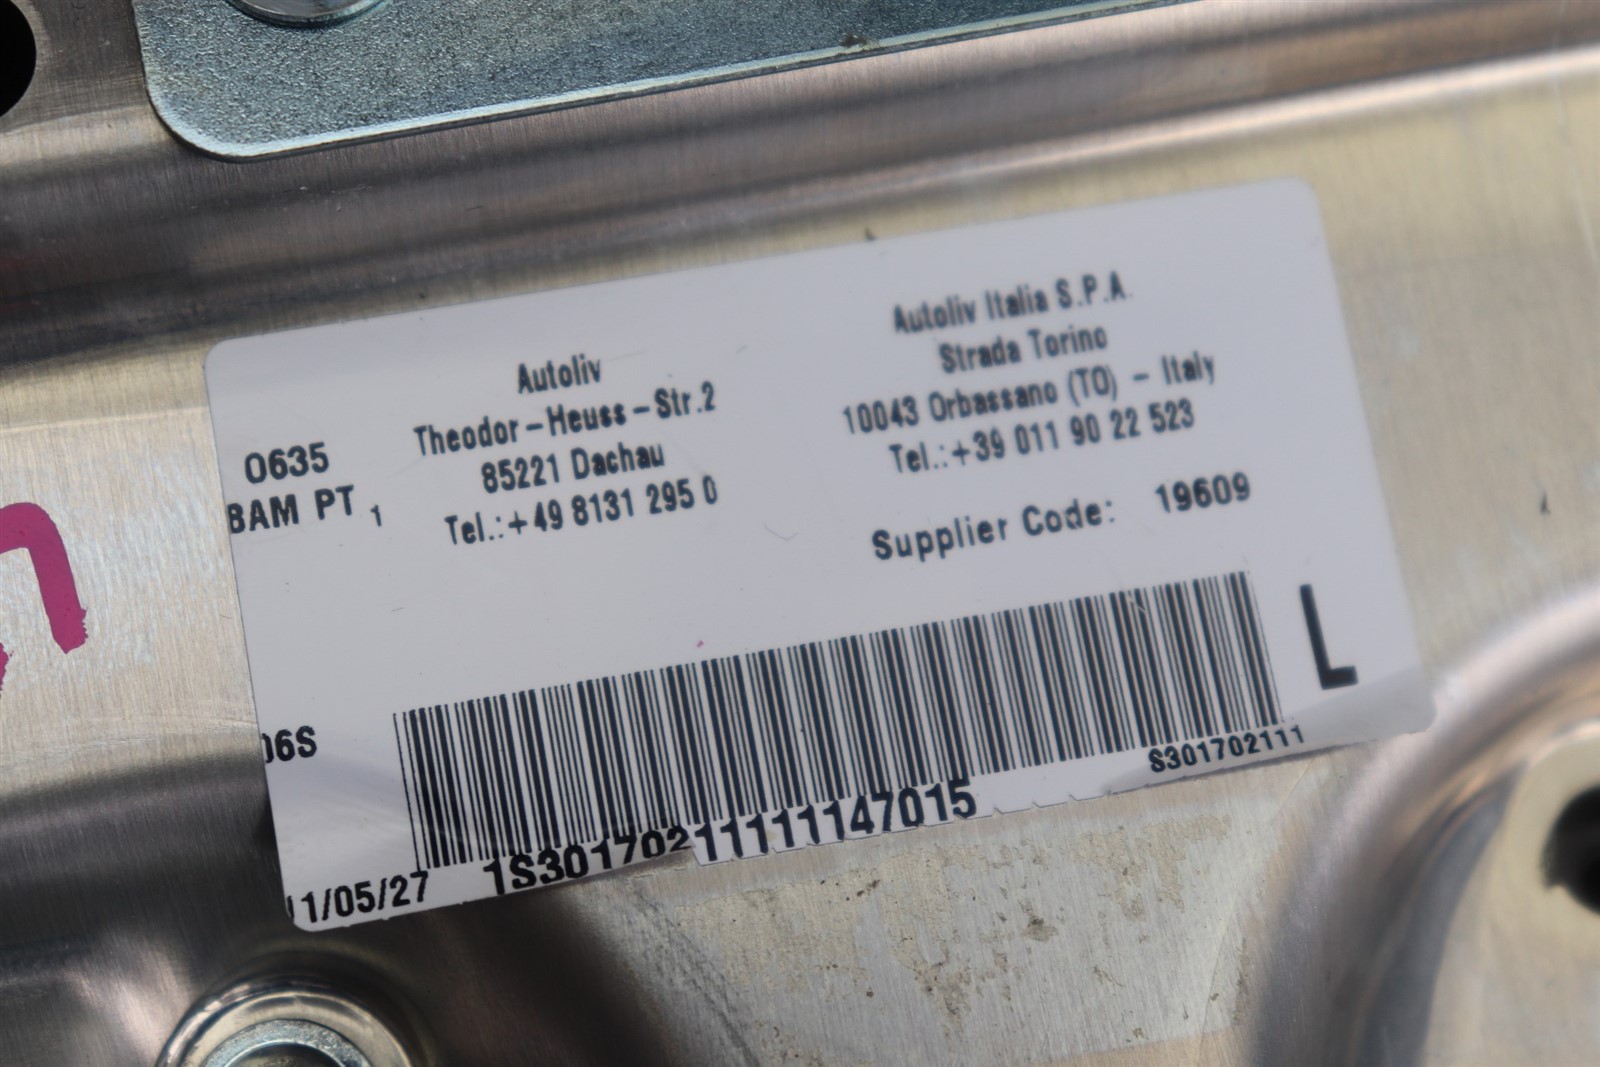 Autoliv
Theodor-Heuss-Str.2
85221 Dachau
Tel.:+49 8131 295 0
Autoliv Italia S.P.A.
Strada Torino
10043 Orbassano (TO) - Italy
Tel.:+39 011 90 22 523
Supplier Code: 19609
0635
BAM PT 1
06S
L
S301702111
1S30170211111147015
11/05/27